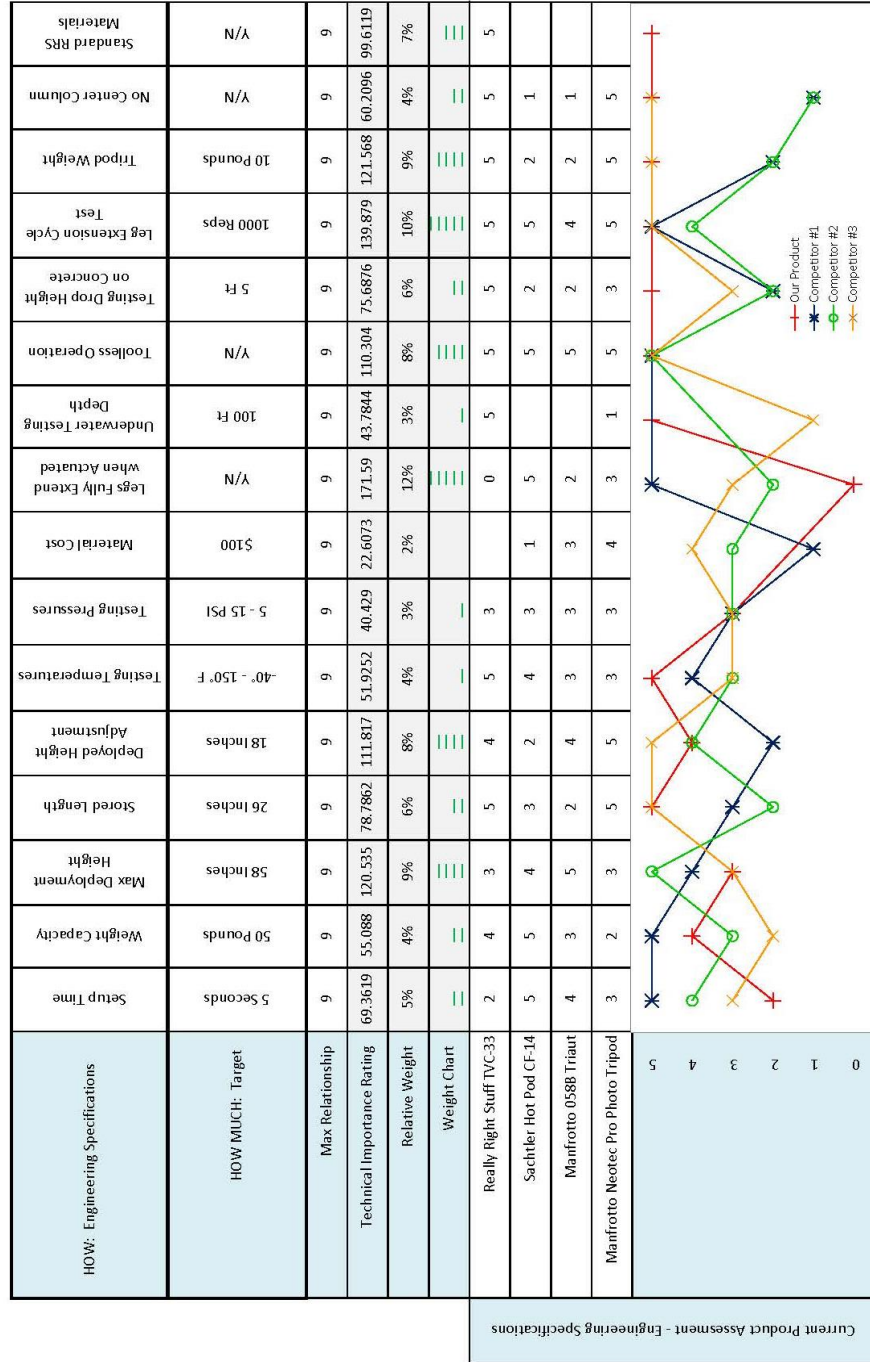 HOW: Engineering Specifications
Setup Time
Weight Capacity
Max Deployment
Height
Stored Length
Deployed Height
Adjustment
Testing Temperatures
Testing Pressures
Material Cost
Legs Fully Extend
when Actuated
Underwater Testing
Depth
Toolless Operation
Testing Drop Height
on Concrete
Leg Extension Cycle
Test
Tripod Weight
No Center Column
Standard RRS
Materials
HOW MUCH: Target
5 Seconds
50 Pounds
58 Inches
26 Inches
18 Inches
-40° - 150° F
5 - 15 PSI
$100
Y/N
100 Ft
Y/N
5 Ft
1000 Reps
10 Pounds
Y/N
Y/N
Max Relationship 9 9 9 9 9 9 9 9 9 9 9 9 9 9 9 9
Technical Importance Rating 69.3619 55.088 120.535 78.7862 111.817 51.9252 40.429 22.6073 171.59 43.7844 110.304 75.6876 139.879 121.568 60.2096 99.6119
Relative Weight 5% 4% 9% 6% 8% 4% 3% 2% 12% 3% 8% 6% 10% 9% 4% 7%
Weight Chart
Current Product Assesment - Engineering Specifications
Really Right Stuff TVC-33 2 4 3 5 4 5 3 0 5 5 5 5 5 5 5
Sachtler Hot Pod CF-14 5 5 4 3 2 4 3 1 5 5 2 5 2 1
Manfrotto 058B Triaut 4 3 5 2 4 3 3 3 2 5 2 4 2 1
Manfrotto Neotec Pro Photo Tripod 3 2 3 5 5 3 3 4 3 1 5 3 5 5 5
5
4
3
2
1
0
Our Product
Competitor #1
Competitor #2
Competitor #3